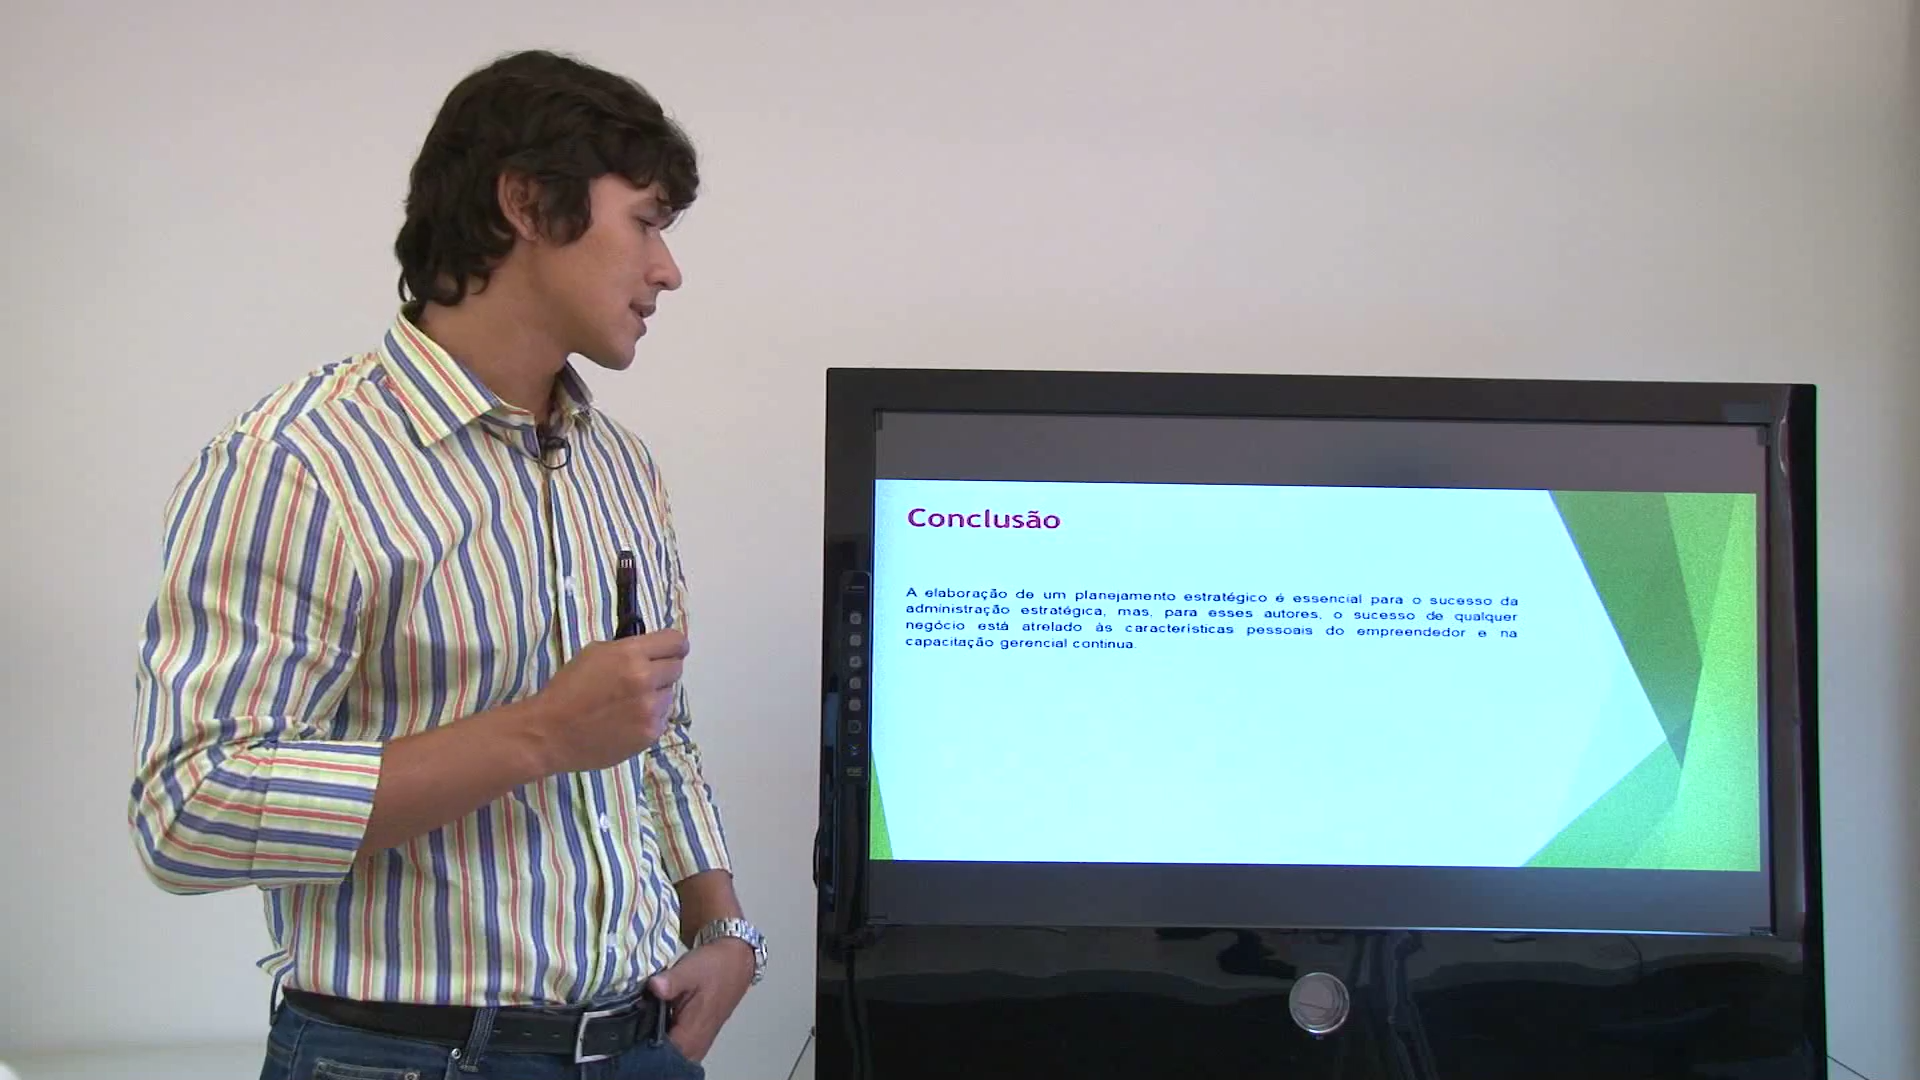 Conclusão
A elaboração de um planejamento estratégico é essencial para o sucesso da
administração estratégica, mas, para esses autores, o sucesso de qualquer
negócio está atrelado às características pessoais do empreendedor e na
capacitação gerencial continua.